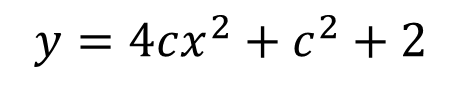 y = 4cx² + c² + 2